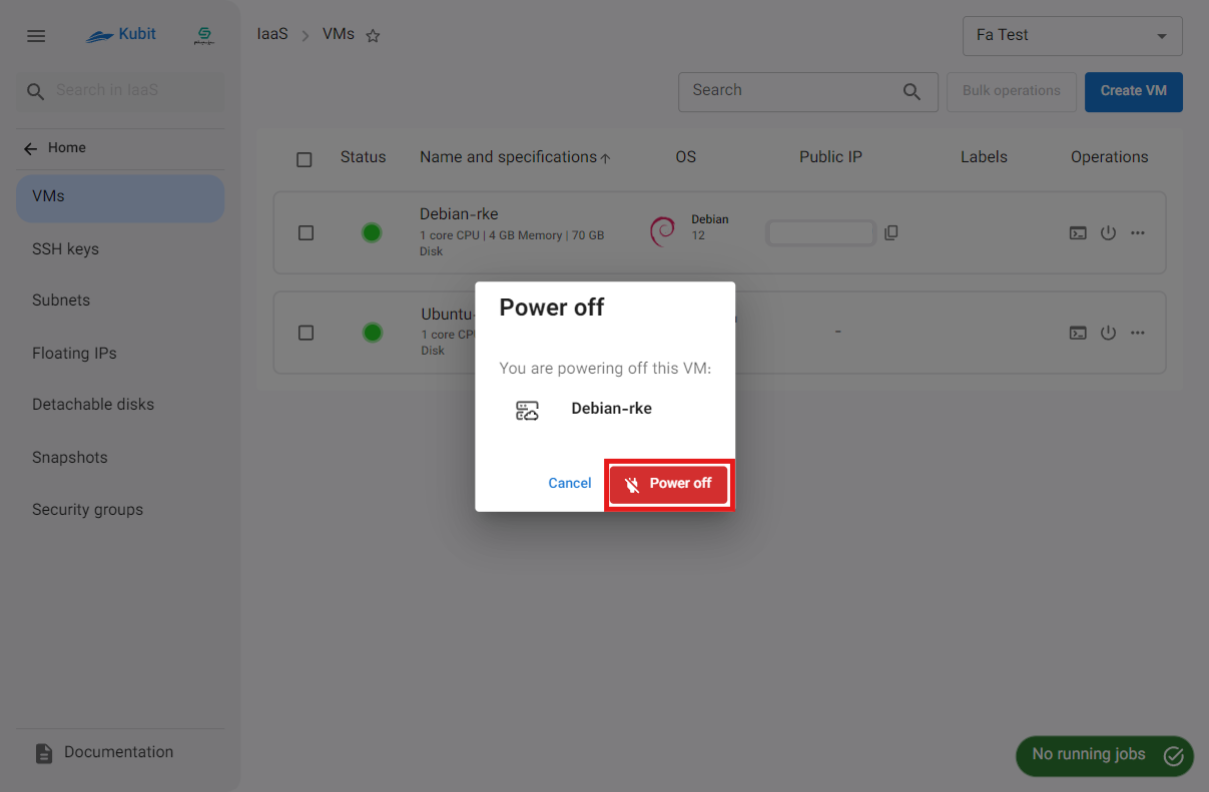 Kubit
IaaS > VMs
Fa Test
Search in IaaS
Search
Bulk operations
Create VM
Home
VMs
SSH keys
Subnets
Floating IPs
Detachable disks
Snapshots
Security groups
Documentation
Status
Name and specifications
OS
Public IP
Labels
Operations
Debian-rke
1 core CPU | 4 GB Memory | 70 GB
Disk
Debian
12
Ubuntu-
1 core CP
Disk
-
Power off
You are powering off this VM:
Debian-rke
Cancel
Power off
No running jobs